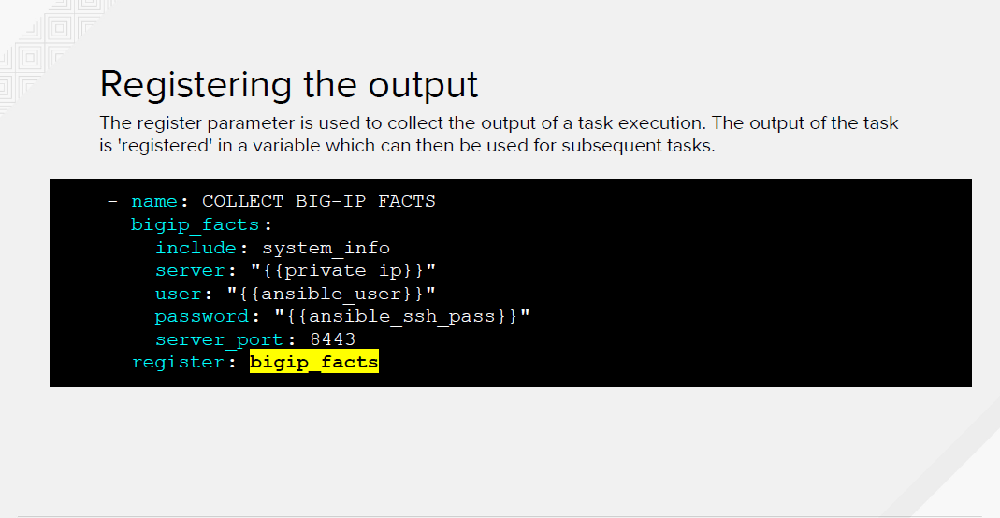 Registering the output
The register parameter is used to collect the output of a task execution. The output of the task
is 'registered' in a variable which can then be used for subsequent tasks.
- name: COLLECT BIG-IP FACTS
  bigip_facts:
    include: system_info
    server: "{{private_ip}}"
    user: "{{ansible_user}}"
    password: "{{ansible_ssh_pass}}"
    server_port: 8443
  register: bigip_facts